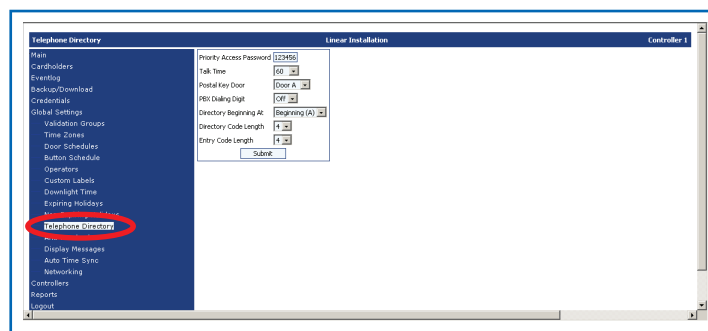 Telephone Directory Linear Installation Controller 1
Main
Cardholders
Eventlog
Backup/Download
Credentials
Global Settings
Validation Groups
Time Zones
Door Schedules
Button Schedule
Operators
Custom Labels
Downlight Time
Expiring Holidays
Telephone Directory
Display Messages
Auto Time Sync
Networking
Controllers
Reports
Logout
Priority Access Password 123456
Talk Time 60
Postal Key Door Door A
PBX Dialing Digit Off
Directory Beginning At Beginning (A)
Directory Code Length 4
Entry Code Length 4
Submit